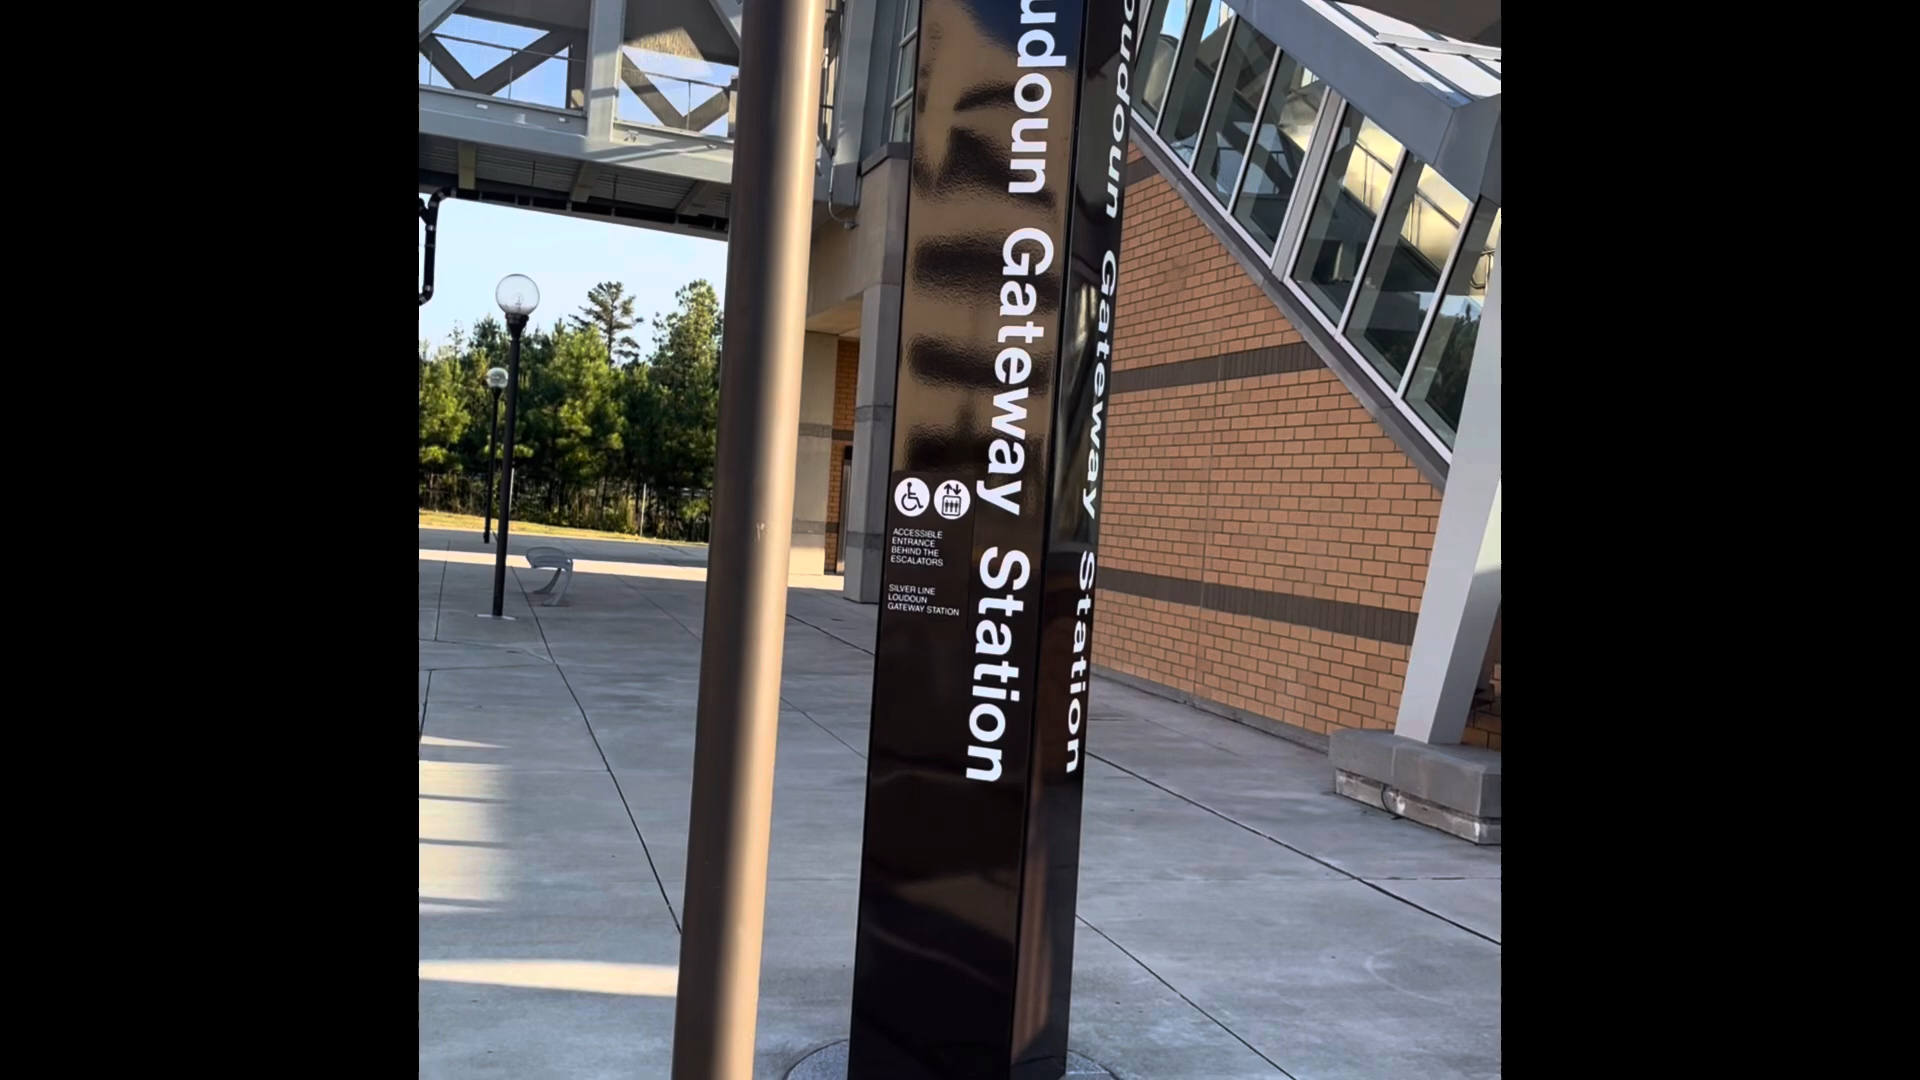 udoun Gateway Station
ACCESSIBLE
ENTRANCE
BEHIND THE
ESCALATORS
SILVER LINE
LOUDOUN
GATEWAY STATION
oudoun Gateway Station